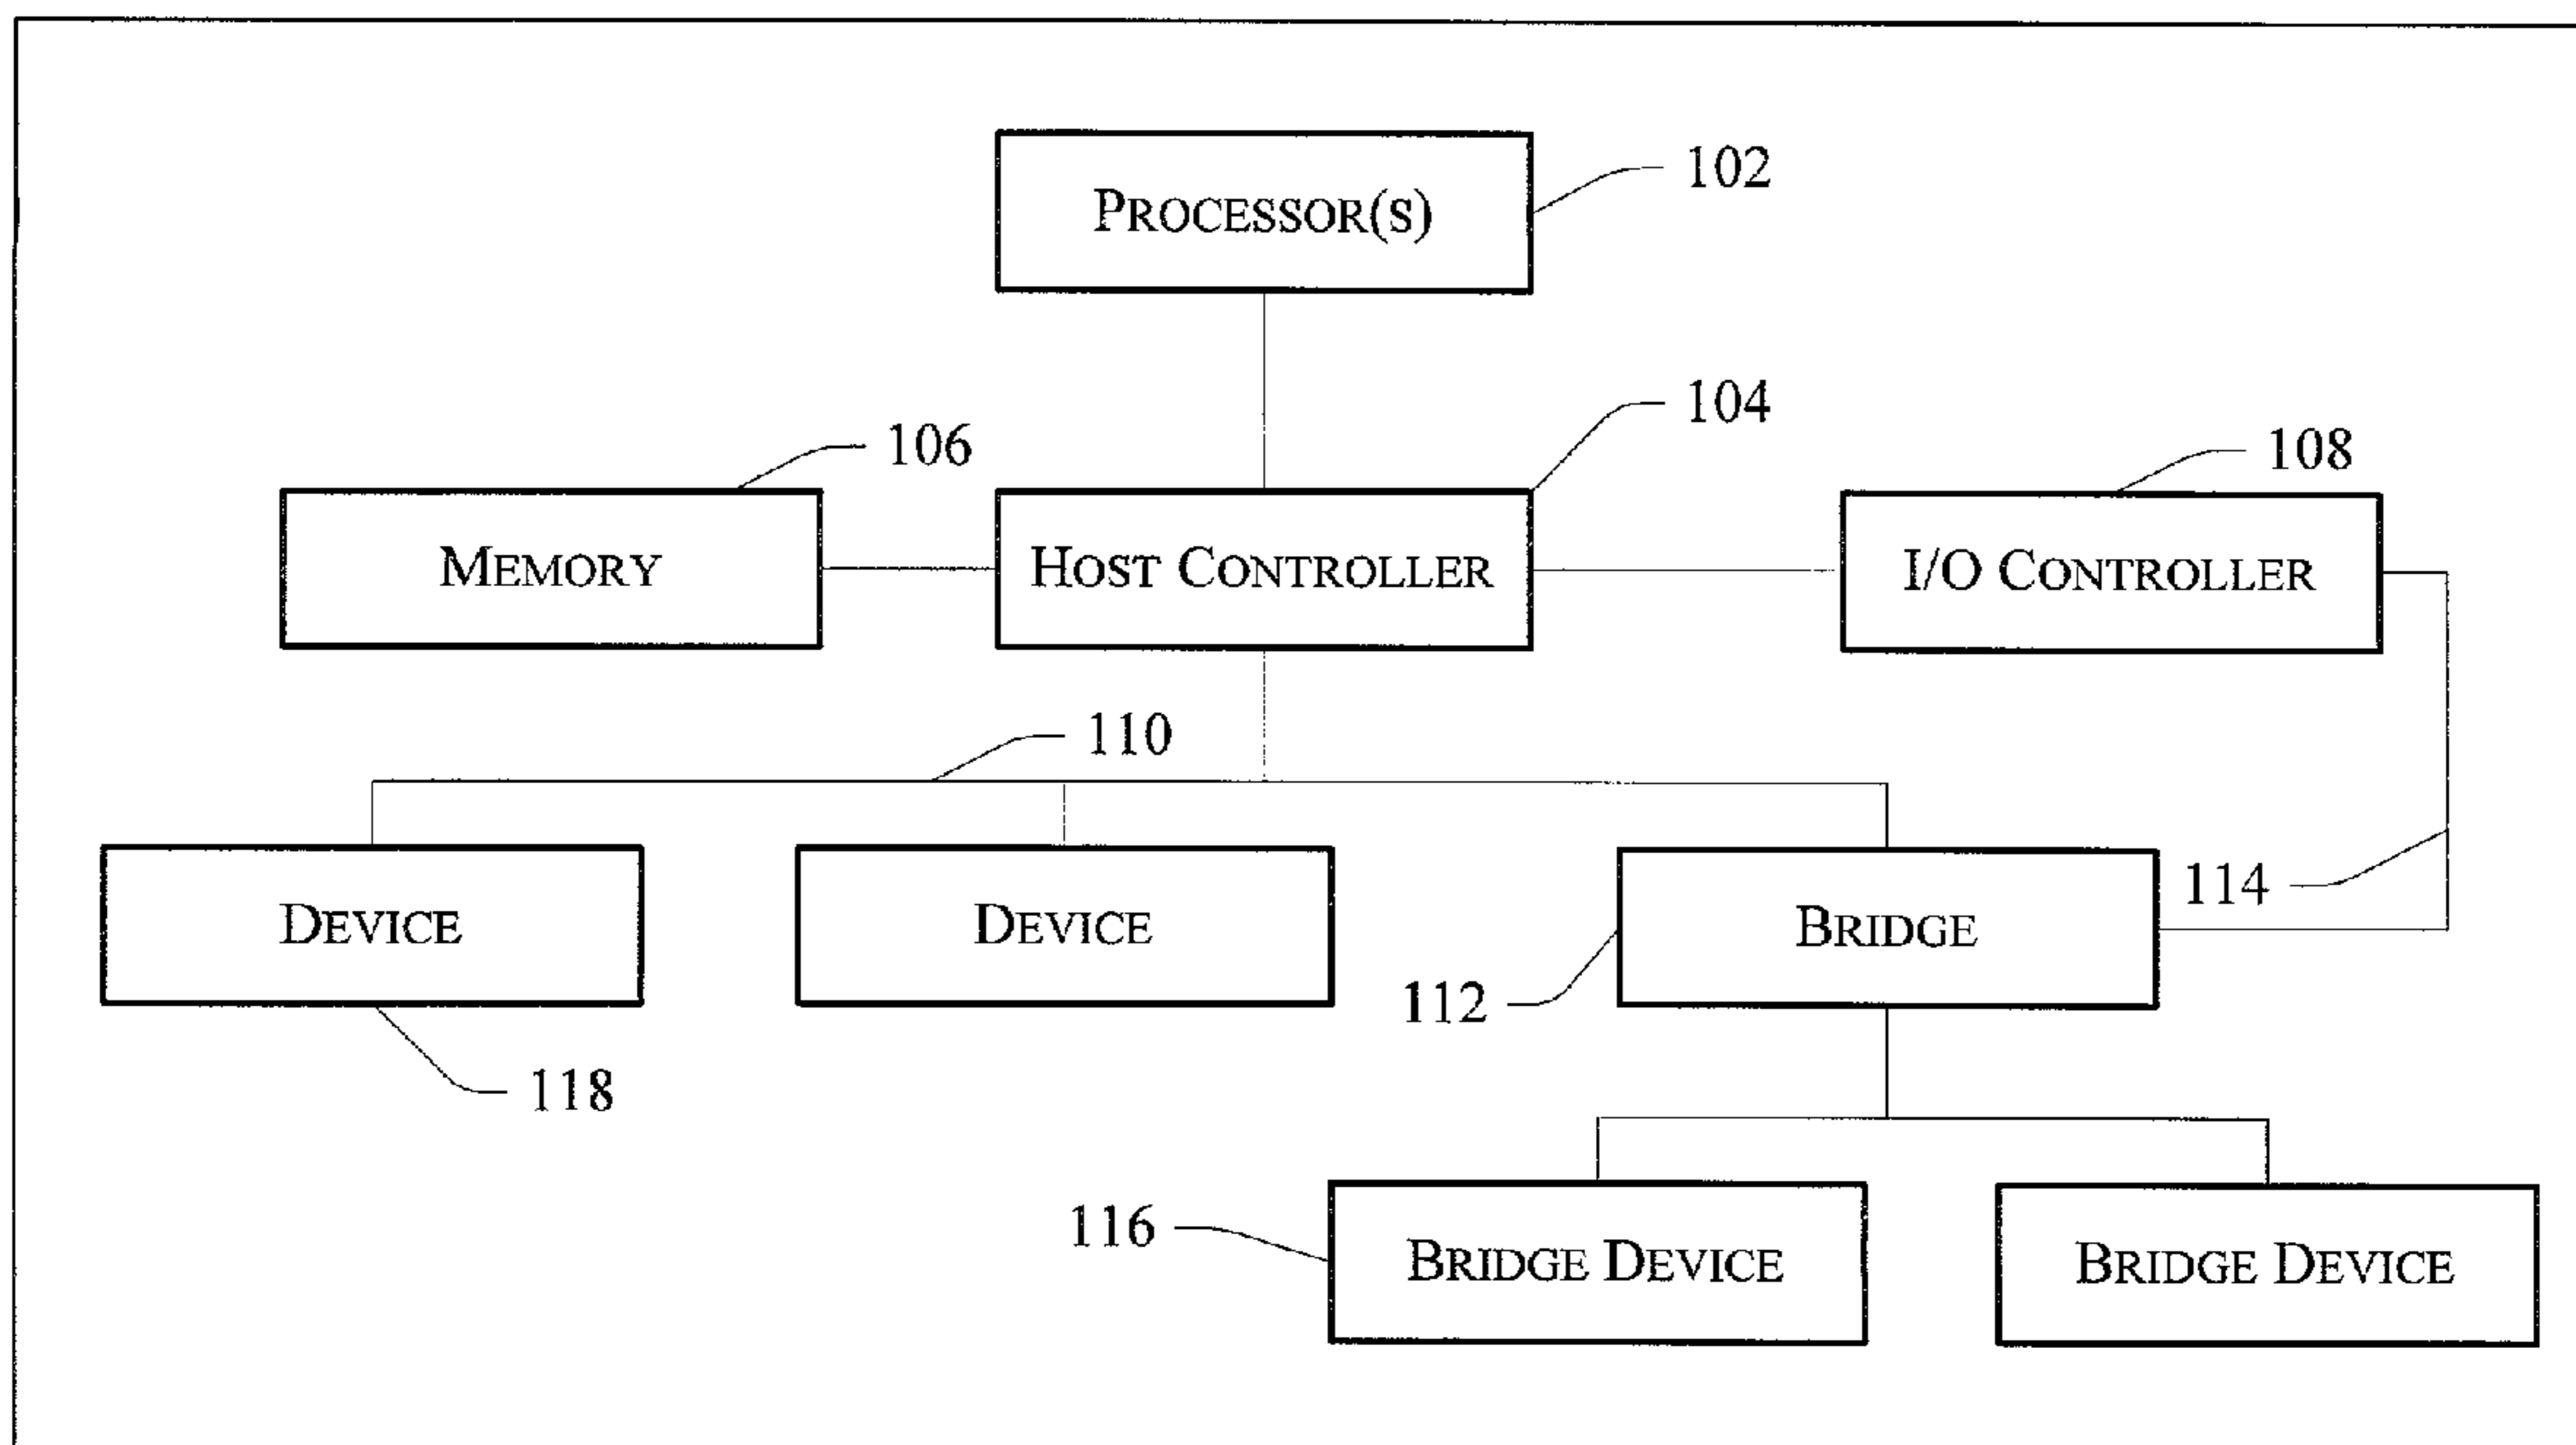 102
PROCESSOR(S)
104
106
108
MEMORY
HOST CONTROLLER
I/O CONTROLLER
110
114
DEVICE
DEVICE
BRIDGE
112
118
116
BRIDGE DEVICE
BRIDGE DEVICE